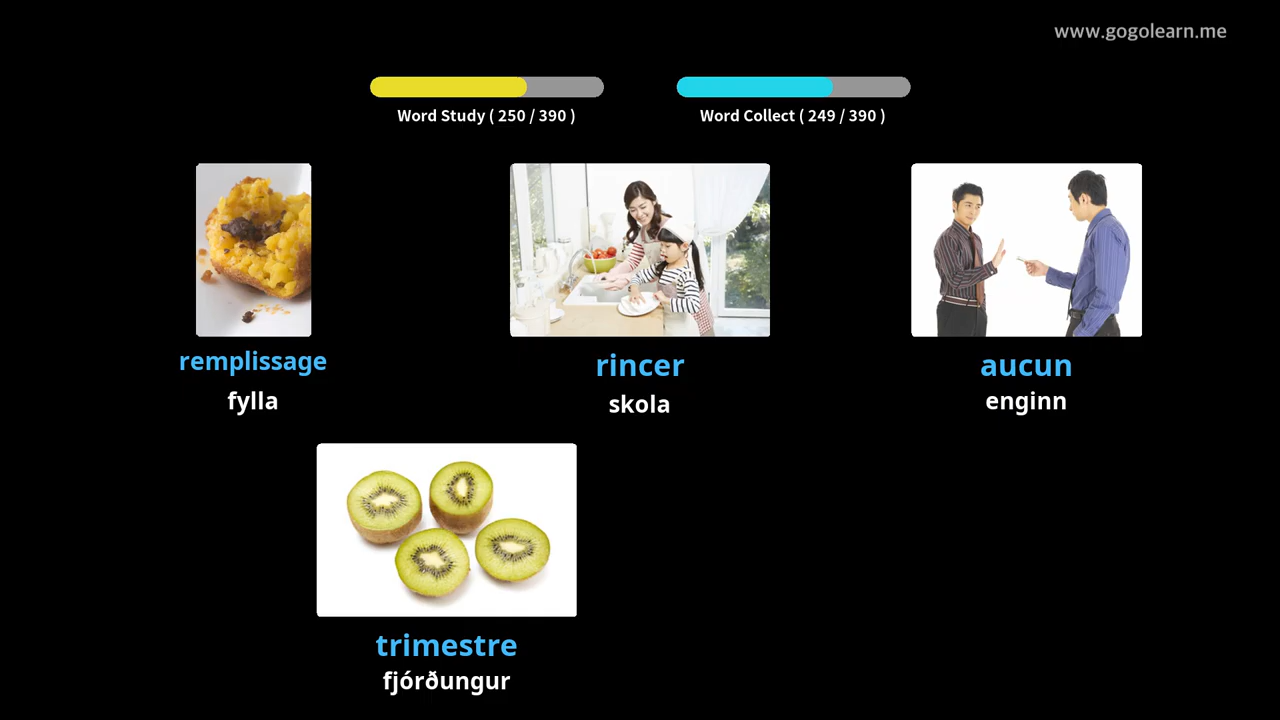 www.gogolearn.me
Word Study ( 250 / 390 )
Word Collect ( 249 / 390 )
remplissage
fylla
rincer
skola
aucun
enginn
trimestre
fjórðungur